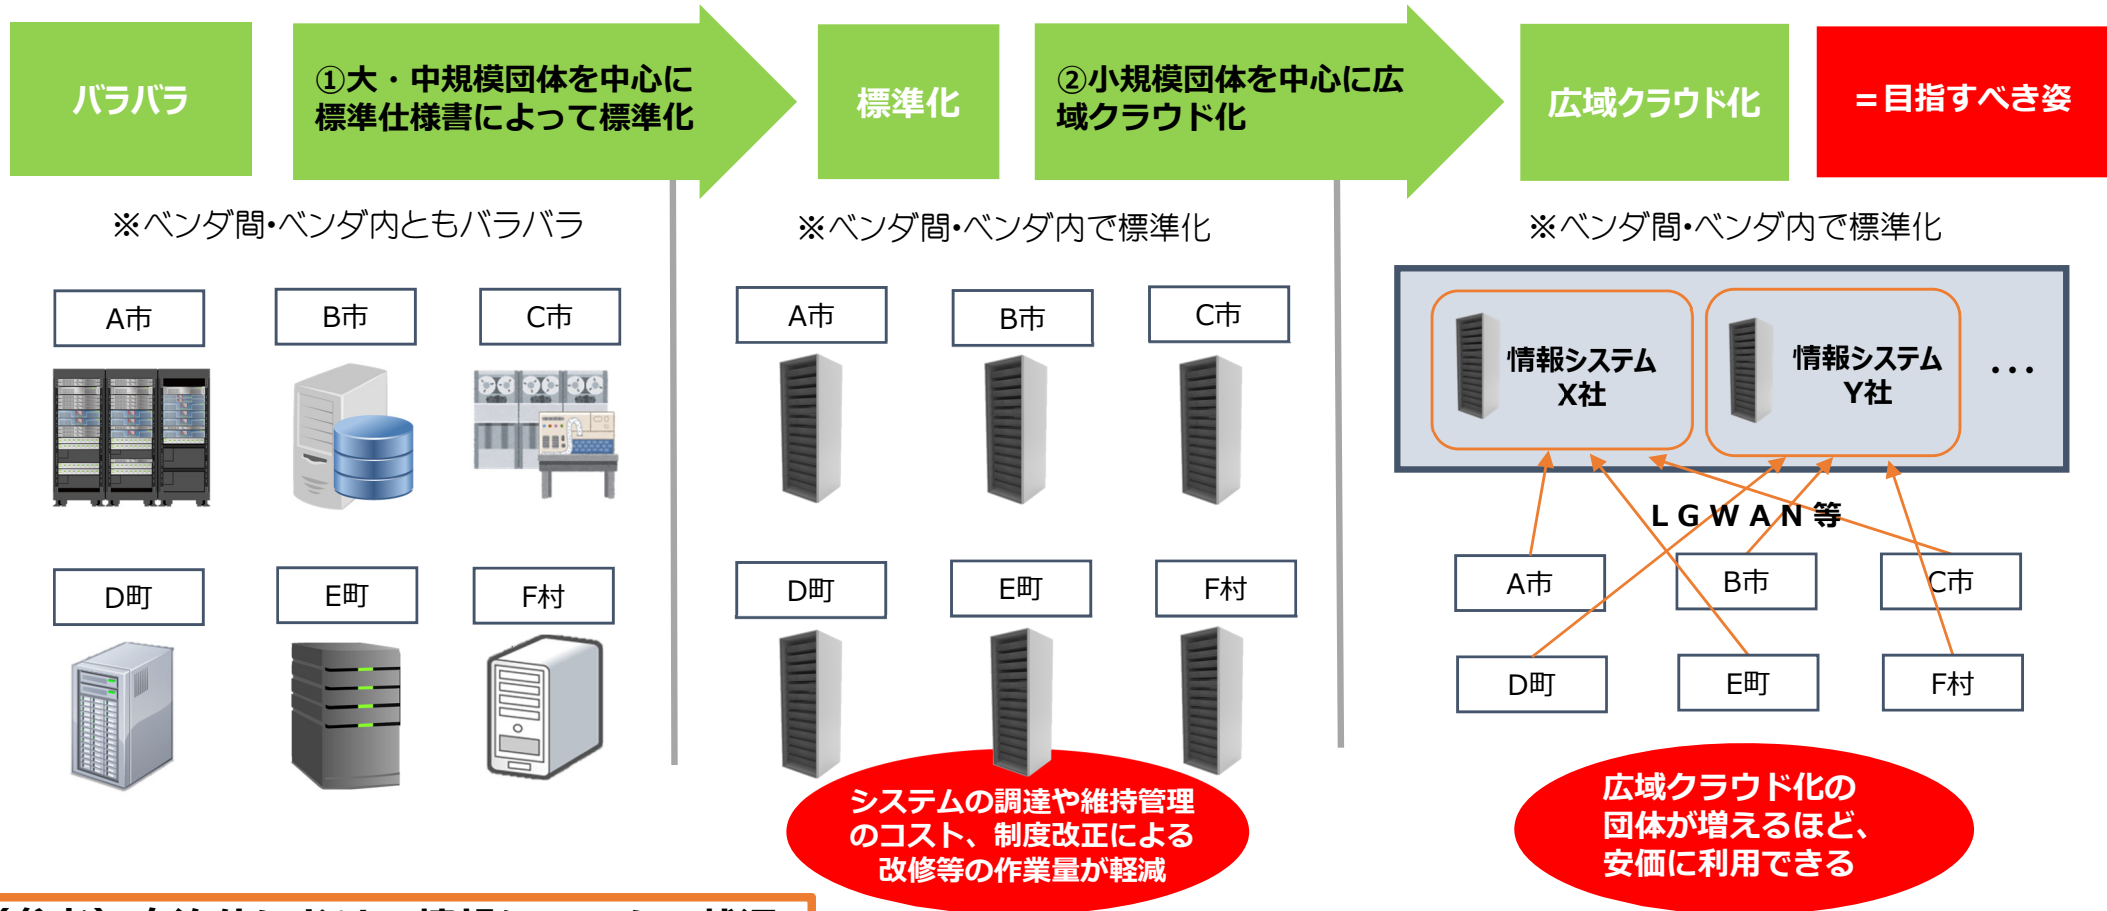 バラバラ
①大・中規模団体を中心に
標準仕様書によって標準化
標準化
②小規模団体を中心に広
域クラウド化
広域クラウド化
＝目指すべき姿
※ベンダ間・ベンダ内ともバラバラ
A市
B市
C市
D町
E町
F村
※ベンダ間・ベンダ内で標準化
A市
B市
C市
D町
E町
F村
システムの調達や維持管理
のコスト、制度改正による
改修等の作業量が軽減
※ベンダ間・ベンダ内で標準化
情報システム
X社
情報システム
Y社
・・・
ＬＧＷＡＮ等
A市
B市
C市
D町
E町
F村
広域クラウド化の
団体が増えるほど、
安価に利用できる